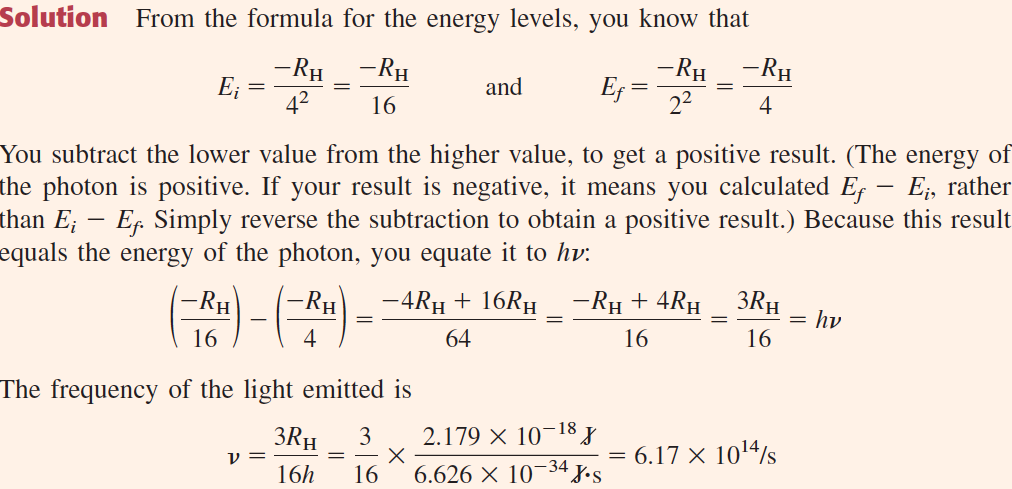 Solution From the formula for the energy levels, you know that
E_i = −R_H/4² = −R_H/16 and E_f = −R_H/2² = −R_H/4
You subtract the lower value from the higher value, to get a positive result. (The energy of
the photon is positive. If your result is negative, it means you calculated E_f − E_i, rather
than E_i − E_f. Simply reverse the subtraction to obtain a positive result.) Because this result
equals the energy of the photon, you equate it to hν:
(−R_H/16) − (−R_H/4) = (−4R_H + 16R_H)/64 = (−R_H + 4R_H)/16 = 3R_H/16 = hν
The frequency of the light emitted is
ν = 3R_H/16h = 3/16 × (2.179 × 10⁻¹⁸ J)/(6.626 × 10⁻³⁴ J·s) = 6.17 × 10¹⁴/s